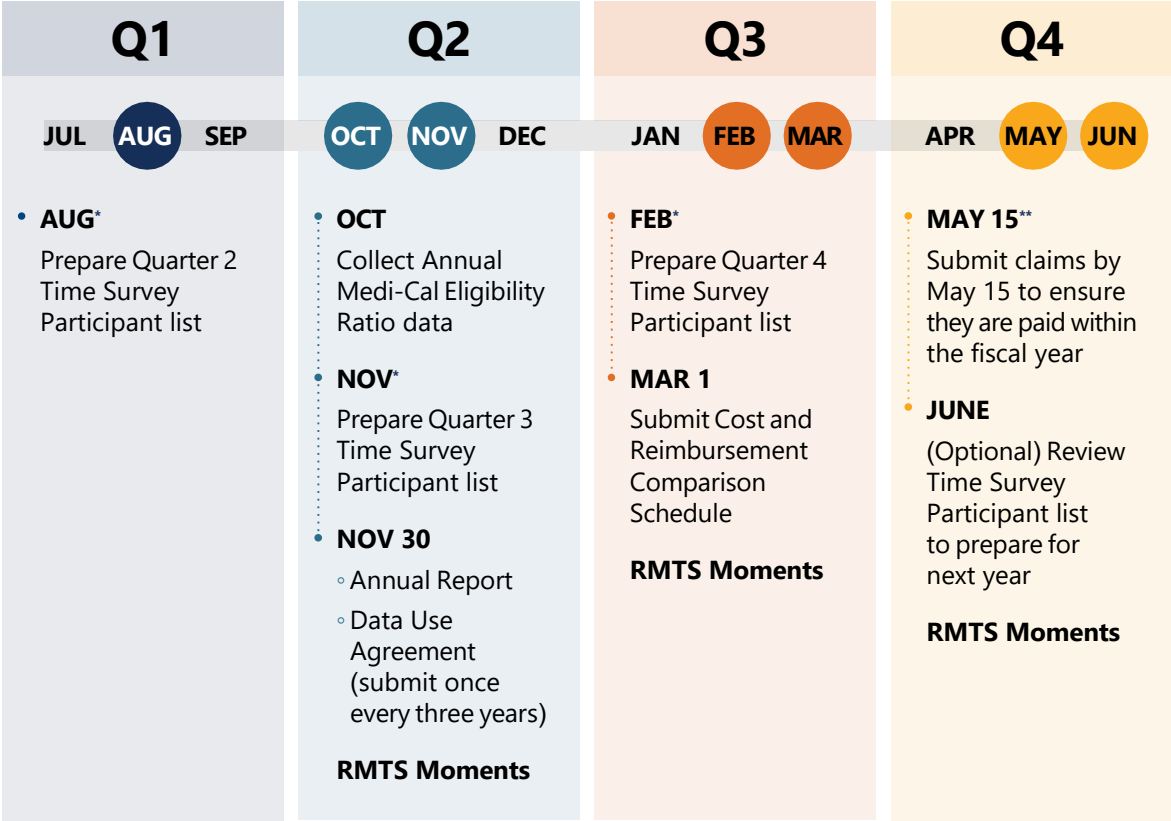 Q1
JUL AUG SEP
AUG*
Prepare Quarter 2
Time Survey
Participant list
Q2
OCT NOV DEC
OCT
Collect Annual
Medi-Cal Eligibility
Ratio data
NOV*
Prepare Quarter 3
Time Survey
Participant list
NOV 30
◦ Annual Report
◦ Data Use
Agreement
(submit once
every three years)
RMTS Moments
Q3
JAN FEB MAR
FEB*
Prepare Quarter 4
Time Survey
Participant list
MAR 1
Submit Cost and
Reimbursement
Comparison
Schedule
RMTS Moments
Q4
APR MAY JUN
MAY 15**
Submit claims by
May 15 to ensure
they are paid within
the fiscal year
JUNE
(Optional) Review
Time Survey
Participant list
to prepare for
next year
RMTS Moments